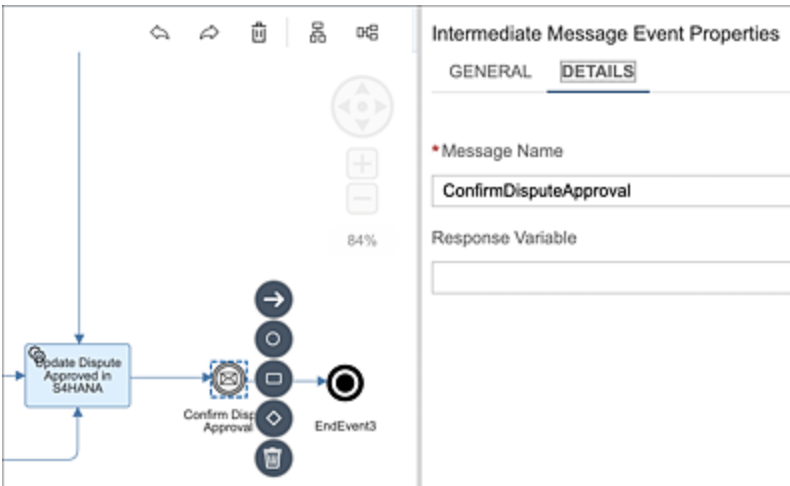 Intermediate Message Event Properties
GENERAL DETAILS
*Message Name
ConfirmDisputeApproval
Response Variable
84%
Update Dispute
Approved in
S4HANA
Confirm Disp
Approval
EndEvent3